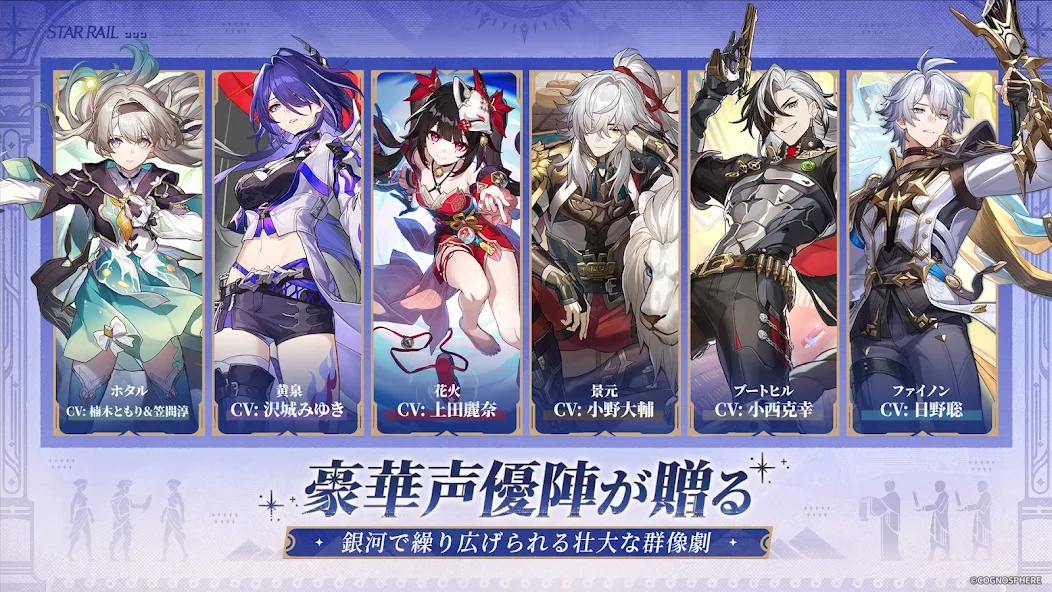 STAR RAIL
ホタル
CV: 楠木ともり&笠間淳
黄泉
CV: 沢城みゆき
花火
CV: 上田麗奈
景元
CV: 小野大輔
ブートヒル
CV: 小西克幸
ファイノン
CV: 日野聡
豪華声優陣が贈る
銀河で繰り広げられる壮大な群像劇
©COGNOSPHERE